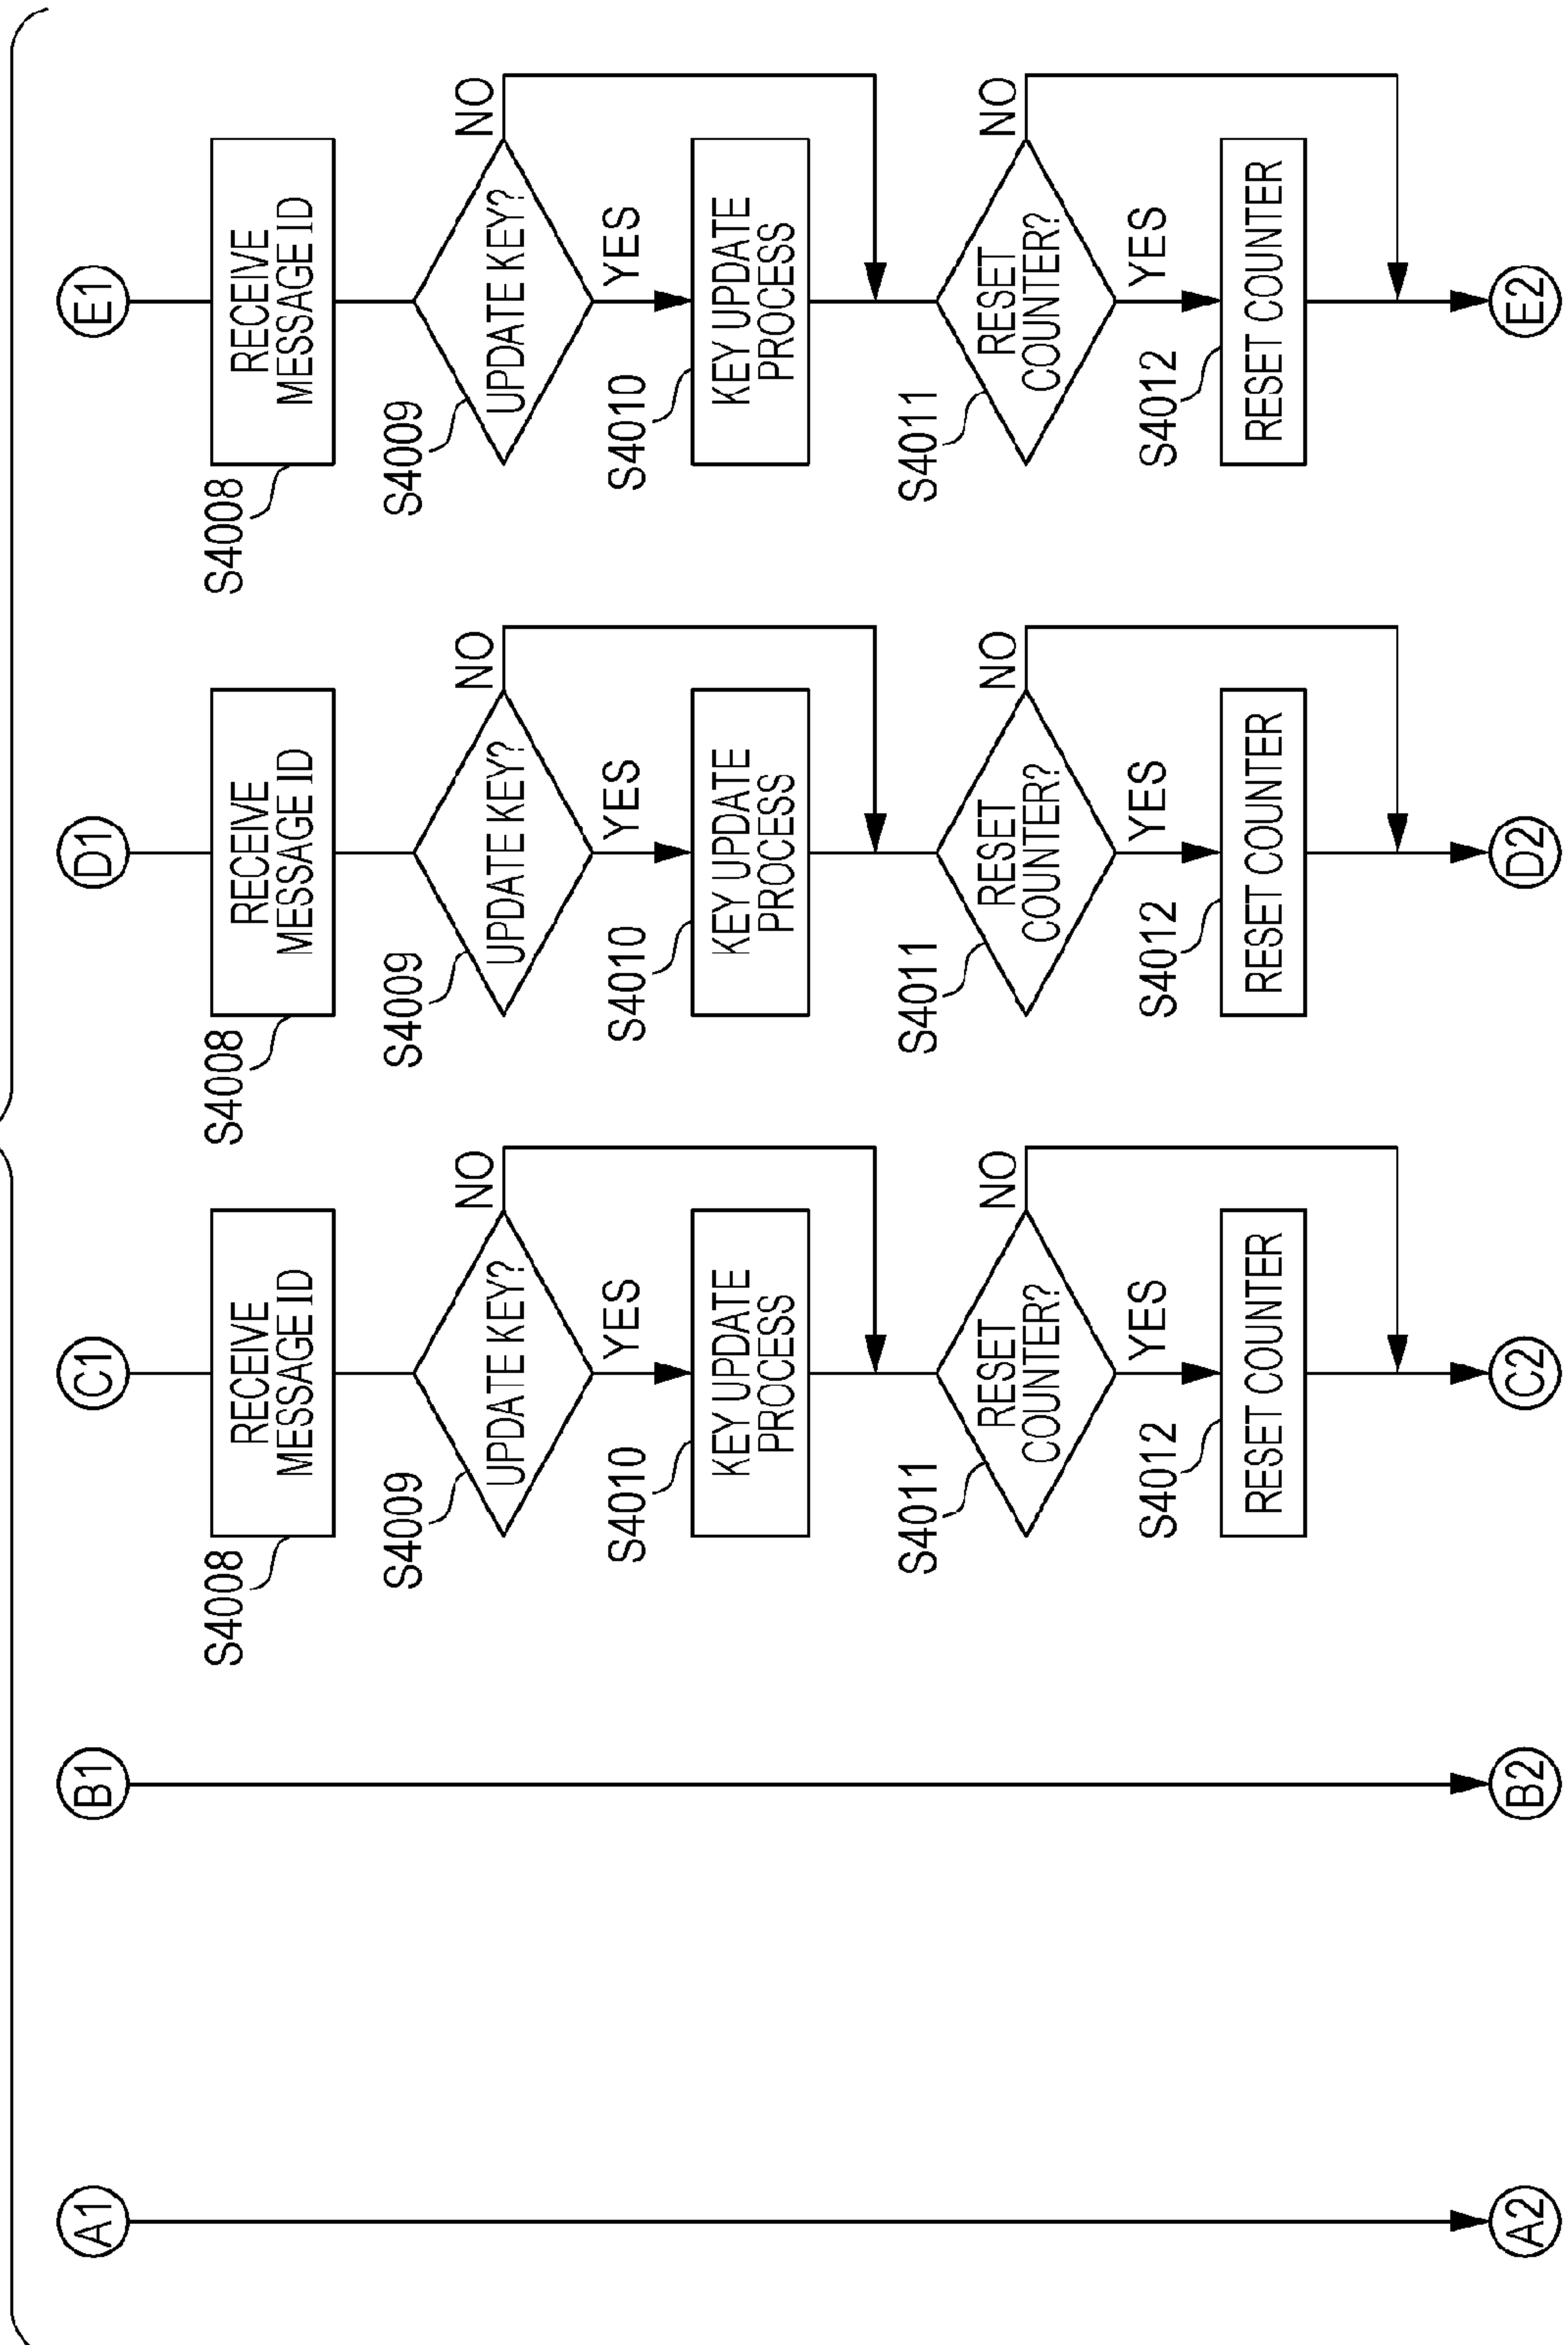 A1
A2
B1
B2
C1
S4008
RECEIVE
MESSAGE ID
S4009
UPDATE KEY?
NO
YES
S4010
KEY UPDATE
PROCESS
S4011
RESET
COUNTER?
NO
YES
S4012
RESET COUNTER
C2
D1
S4008
RECEIVE
MESSAGE ID
S4009
UPDATE KEY?
NO
YES
S4010
KEY UPDATE
PROCESS
S4011
RESET
COUNTER?
NO
YES
S4012
RESET COUNTER
D2
E1
S4008
RECEIVE
MESSAGE ID
S4009
UPDATE KEY?
NO
YES
S4010
KEY UPDATE
PROCESS
S4011
RESET
COUNTER?
NO
YES
S4012
RESET COUNTER
E2